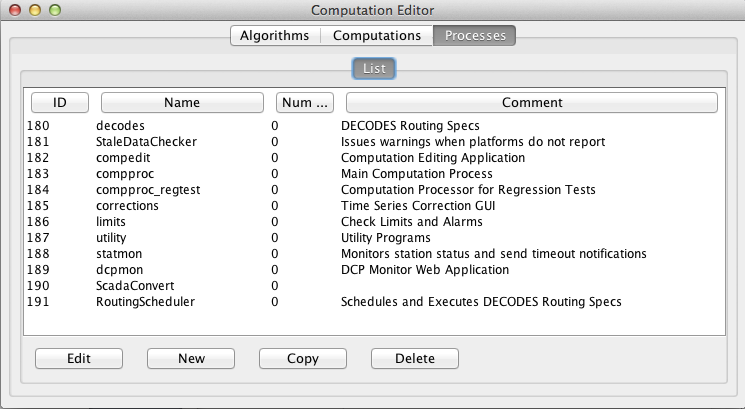 Computation Editor
Algorithms Computations Processes
List
ID Name Num ... Comment
180 decodes 0 DECODES Routing Specs
181 StaleDataChecker 0 Issues warnings when platforms do not report
182 compedit 0 Computation Editing Application
183 compproc 0 Main Computation Process
184 compproc_regtest 0 Computation Processor for Regression Tests
185 corrections 0 Time Series Correction GUI
186 limits 0 Check Limits and Alarms
187 utility 0 Utility Programs
188 statmon 0 Monitors station status and send timeout notifications
189 dcpmon 0 DCP Monitor Web Application
190 ScadaConvert 0
191 RoutingScheduler 0 Schedules and Executes DECODES Routing Specs
Edit New Copy Delete